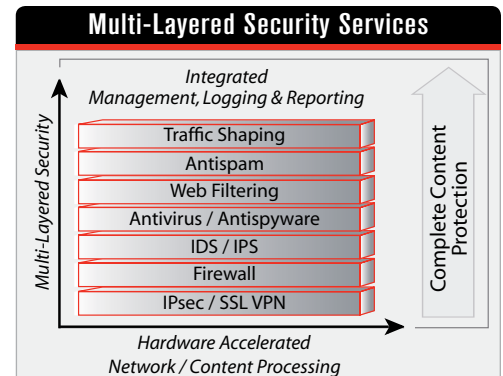 Multi-Layered Security Services
Integrated
Management, Logging & Reporting
Multi-Layered Security
Traffic Shaping
Antispam
Web Filtering
Antivirus / Antispyware
IDS / IPS
Firewall
IPsec / SSL VPN
Complete Content
Protection
Hardware Accelerated
Network / Content Processing